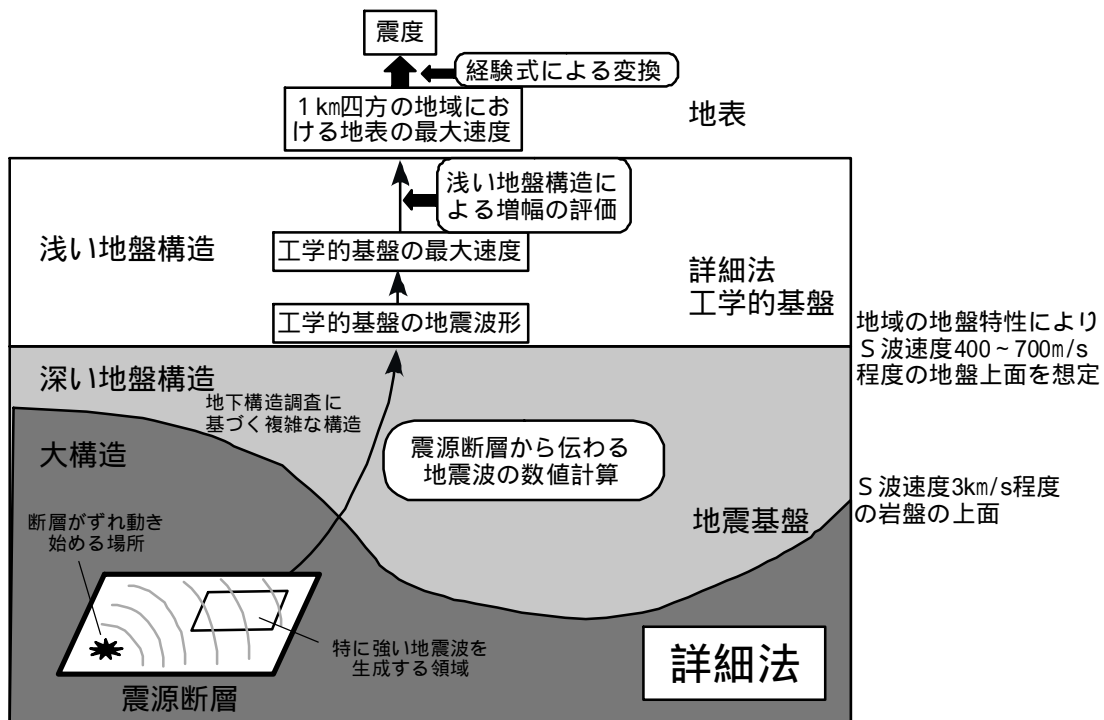 震度
経験式による変換
1km四方の地域にお
ける地表の最大速度
地表
浅い地盤構造に
よる増幅の評価
浅い地盤構造
工学的基盤の最大速度
詳細法
工学的基盤
工学的基盤の地震波形
地域の地盤特性により
S波速度400~700m/s
程度の地盤上面を想定
深い地盤構造
地下構造調査に
基づく複雑な構造
大構造
震源断層から伝わる
地震波の数値計算
S波速度3km/s程度
の岩盤の上面
地震基盤
断層がずれ動き
始める場所
特に強い地震波を
生成する領域
詳細法
震源断層